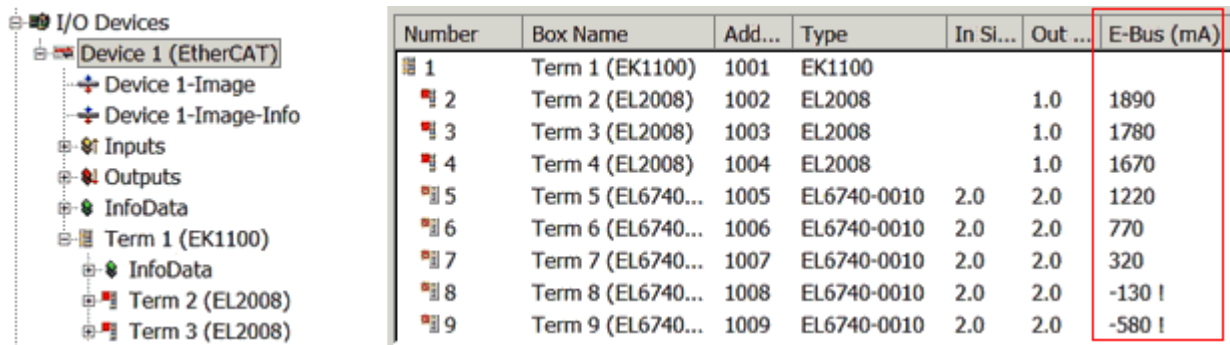 I/O Devices
Device 1 (EtherCAT)
Device 1-Image
Device 1-Image-Info
Inputs
Outputs
InfoData
Term 1 (EK1100)
InfoData
Term 2 (EL2008)
Term 3 (EL2008)
Number Box Name Add... Type In Si... Out ... E-Bus (mA)
1 Term 1 (EK1100) 1001 EK1100
2 Term 2 (EL2008) 1002 EL2008 1.0 1890
3 Term 3 (EL2008) 1003 EL2008 1.0 1780
4 Term 4 (EL2008) 1004 EL2008 1.0 1670
5 Term 5 (EL6740... 1005 EL6740-0010 2.0 2.0 1220
6 Term 6 (EL6740... 1006 EL6740-0010 2.0 2.0 770
7 Term 7 (EL6740... 1007 EL6740-0010 2.0 2.0 320
8 Term 8 (EL6740... 1008 EL6740-0010 2.0 2.0 -130 !
9 Term 9 (EL6740... 1009 EL6740-0010 2.0 2.0 -580 !